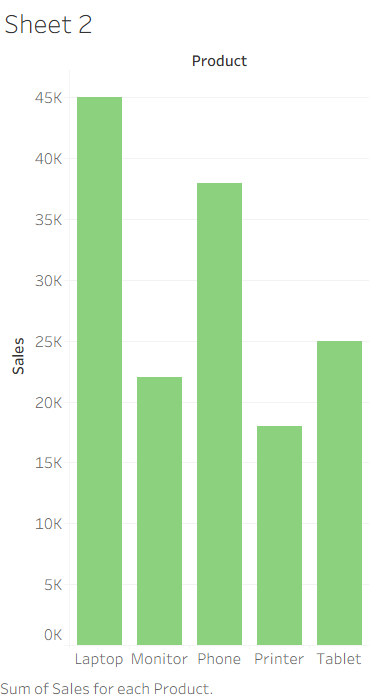 Sheet 2
Product
45K
40K
35K
30K
25K
20K
15K
10K
5K
0K
Sales
Laptop Monitor Phone Printer Tablet
Sum of Sales for each Product.